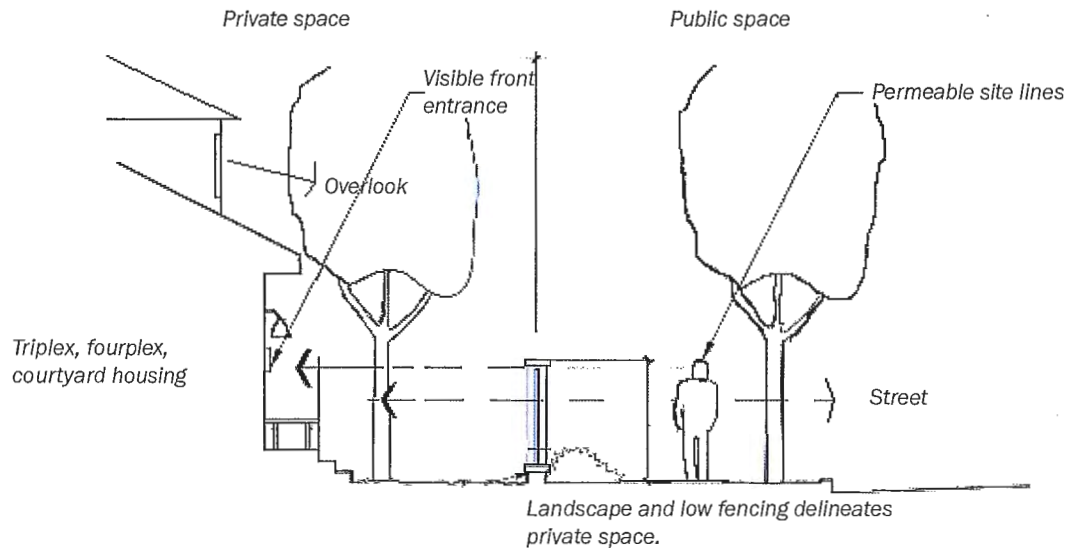 Private space
Public space
Visible front
entrance
Permeable site lines
Overlook
Triplex, fourplex,
courtyard housing
Street
Landscape and low fencing delineates
private space.